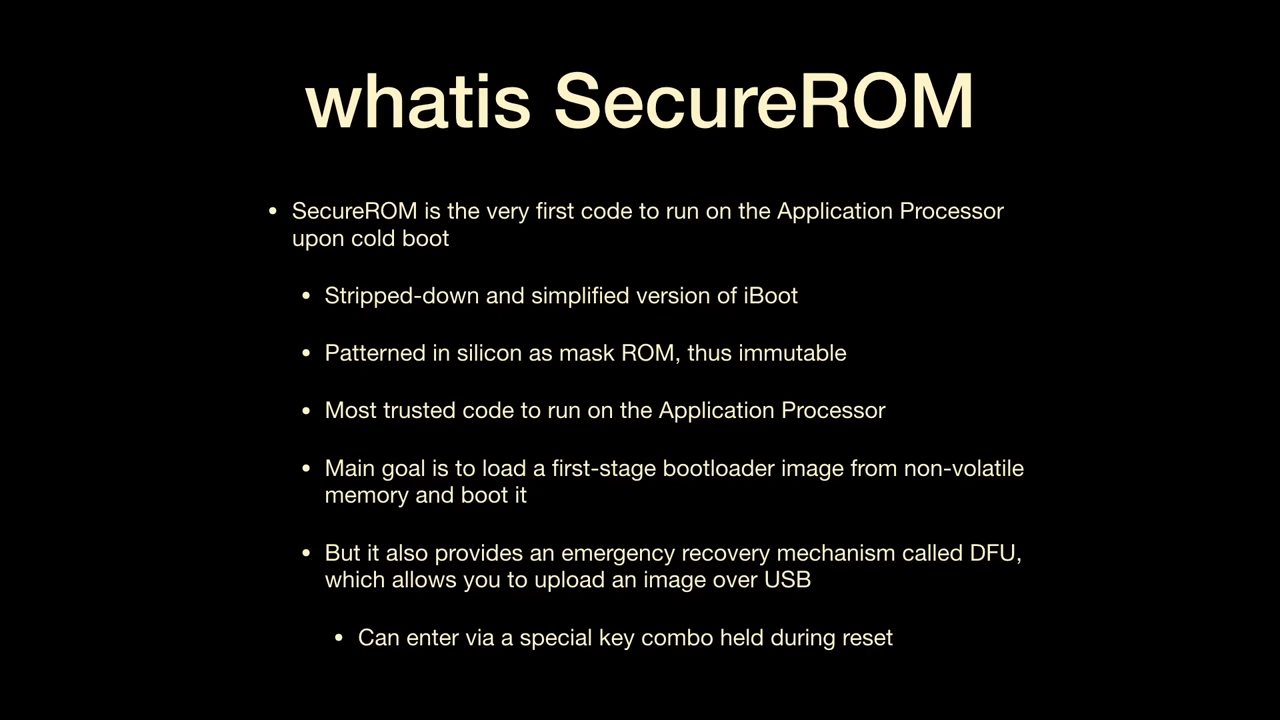 whatis SecureROM
• SecureROM is the very first code to run on the Application Processor
upon cold boot
• Stripped-down and simplified version of iBoot
• Patterned in silicon as mask ROM, thus immutable
• Most trusted code to run on the Application Processor
• Main goal is to load a first-stage bootloader image from non-volatile
memory and boot it
• But it also provides an emergency recovery mechanism called DFU,
which allows you to upload an image over USB
• Can enter via a special key combo held during reset